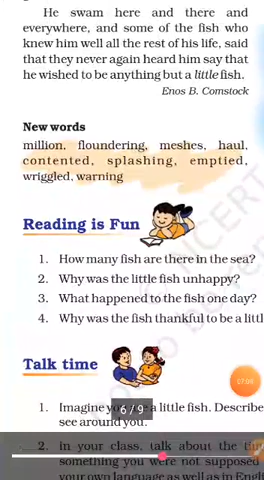 He swam here and there and
everywhere, and some of the fish who
knew him well all the rest of his life, said
that they never again heard him say that
he wished to be anything but a little fish.
Enos B. Comstock
New words
million, floundering, meshes, haul,
contented, splashing, emptied,
wriggled, warning
Reading is Fun
1. How many fish are there in the sea?
2. Why was the little fish unhappy?
3. What happened to the fish one day?
4. Why was the fish thankful to be a littl
Talk time
1. Imagine a little fish. Describe
see around you.
6 / 9
2. in your class, talk about the
something you were not supposed
your own language as well as in Engli